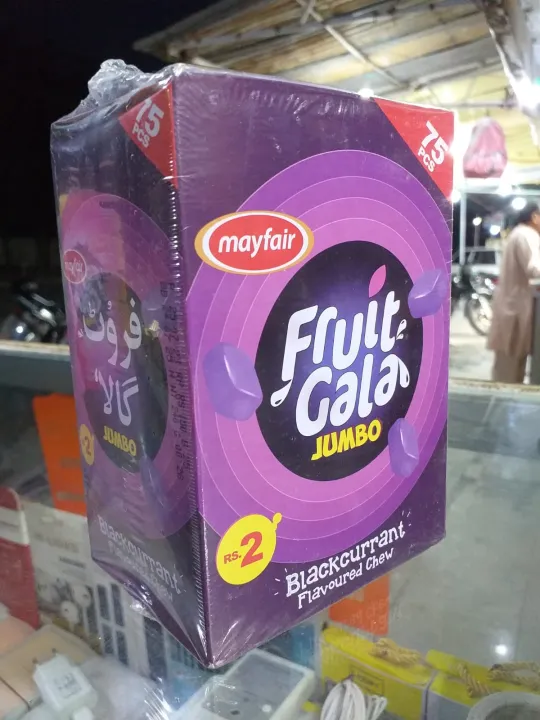 75
PCS
mayfair
Fruit
Gala
JUMBO
RS.2
Blackcurrant
Flavoured Chew
75
PCS
mayfair
فروٹ
گالا
JUMBO
2
Blackcurrant